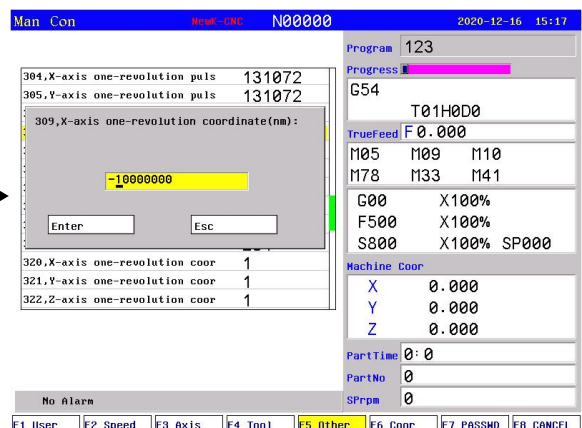 Man Con NewK-CNC N00000 2020-12-16 15:17
Program 123
Progress
304,X-axis one-revolution puls 131072
305,Y-axis one-revolution puls 131072
309,X-axis one-revolution coordinate(nm):
-10000000
Enter Esc
320,X-axis one-revolution coor 1
321,Y-axis one-revolution coor 1
322,Z-axis one-revolution coor 1
G54
T01H0D0
TrueFeed F0.000
M05 M09 M10
M78 M33 M41
G00 X100%
F500 X100%
S800 X100% SP000
Machine Coor
X 0.000
Y 0.000
Z 0.000
PartTime 0:0
PartNo 0
SPrpm 0
No Alarm
F1 User F2 Speed F3 Axis F4 Tool F5 Other F6 Coor F7 PASSWD F8 CANCEL